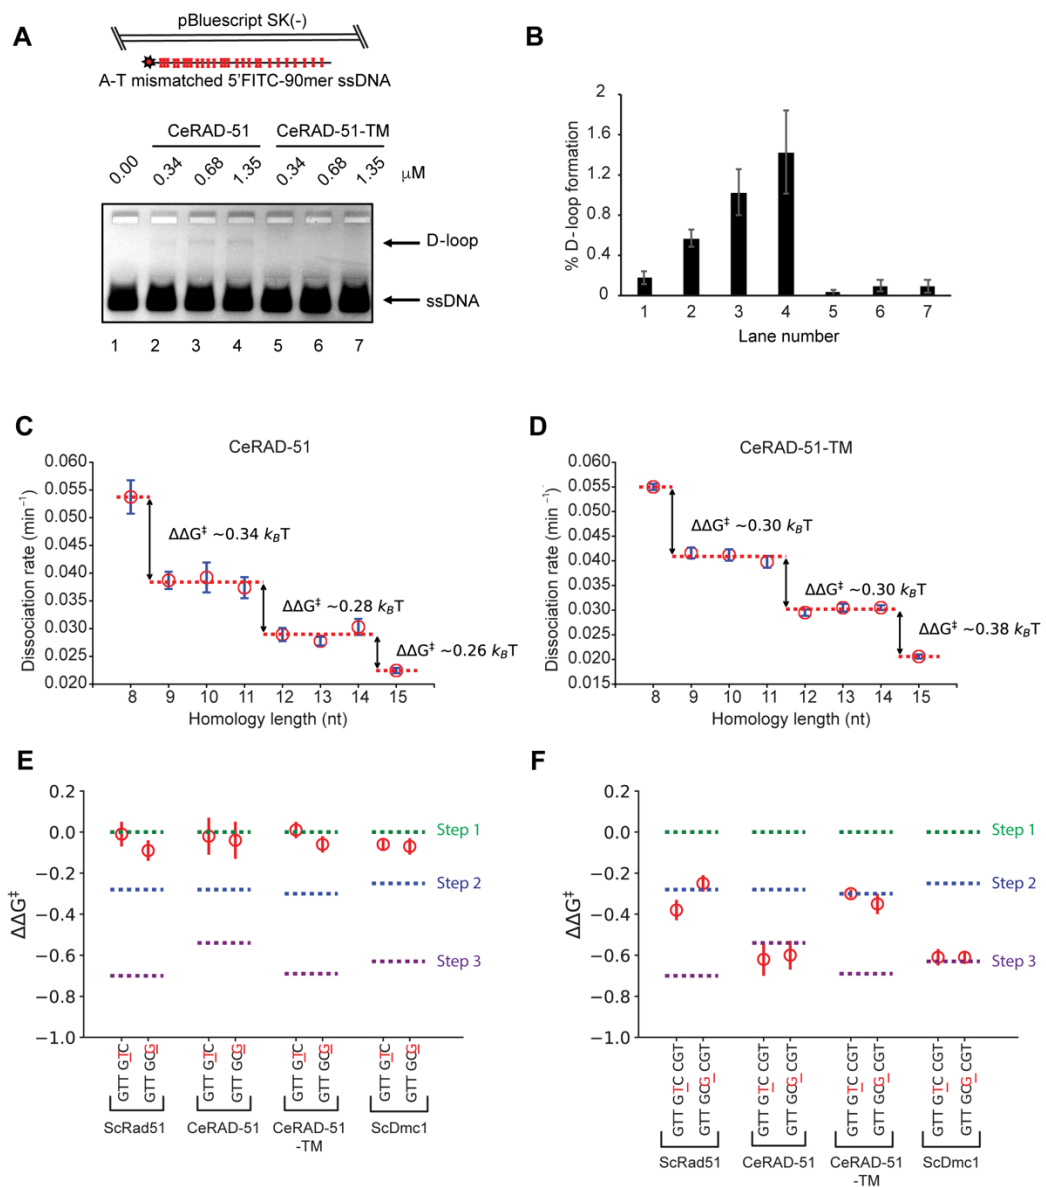 A
pBluescript SK(-)
A-T mismatched 5'FITC-90mer ssDNA
CeRAD-51 CeRAD-51-TM
0.00 0.34 0.68 1.35 0.34 0.68 1.35 μM
D-loop
ssDNA
1 2 3 4 5 6 7
B
% D-loop formation
2
1.6
1.2
0.8
0.4
0
1 2 3 4 5 6 7
Lane number
C
CeRAD-51
Dissociation rate (min⁻¹)
0.060
0.055
0.050
0.045
0.040
0.035
0.030
0.025
0.020
ΔΔG‡ ~0.34 kBT
ΔΔG‡ ~0.28 kBT
ΔΔG‡ ~0.26 kBT
8 9 10 11 12 13 14 15
Homology length (nt)
D
CeRAD-51-TM
Dissociation rate (min⁻¹)
0.060
0.055
0.050
0.045
0.040
0.035
0.030
0.025
0.020
0.015
ΔΔG‡ ~0.30 kBT
ΔΔG‡ ~0.30 kBT
ΔΔG‡ ~0.38 kBT
8 9 10 11 12 13 14 15
Homology length (nt)
E
ΔΔG‡
0.2
0.0
−0.2
−0.4
−0.6
−0.8
−1.0
Step 1
Step 2
Step 3
GTT GTC
GTT GCG
GTT GTC
GTT GCG
GTT GTC
GTT GCG
GTT GTC
GTT GCG
ScRad51 CeRAD-51 CeRAD-51 ScDmc1
-TM
F
ΔΔG‡
0.2
0.0
−0.2
−0.4
−0.6
−0.8
−1.0
Step 1
Step 2
Step 3
GTT GTC CGT
GTT GCG CGT
GTT GTC CGT
GTT GCG CGT
GTT GTC CGT
GTT GCG CGT
GTT GTC CGT
GTT GCG CGT
ScRad51 CeRAD-51 CeRAD-51 ScDmc1
-TM